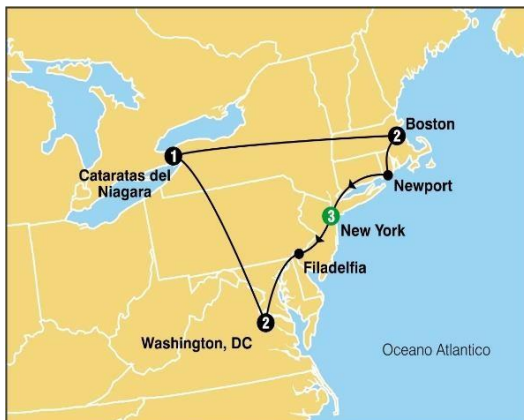 2
Boston
1
Cataratas del
Niagara
Newport
3
New York
Filadelfia
2
Washington, DC
Oceano Atlantico